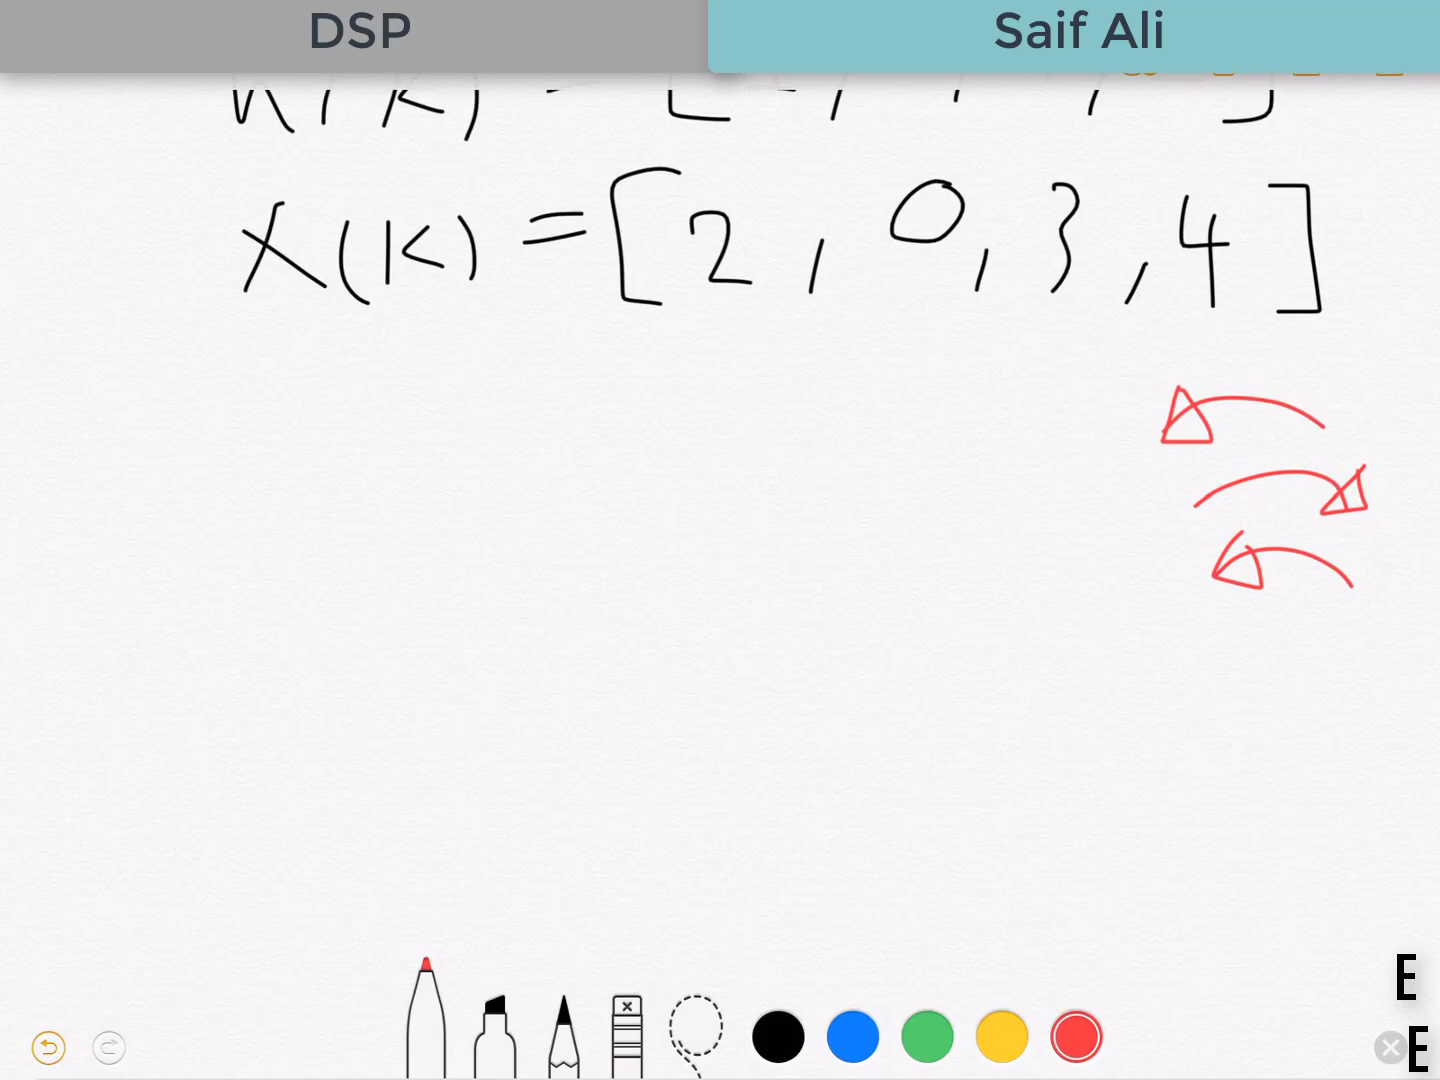 DSP
Saif Ali
X(K) = [2, 0, 3, 4]
E
E